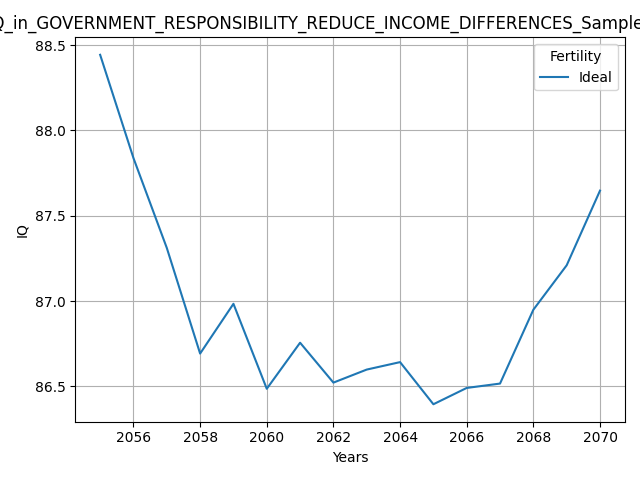 _in_GOVERNMENT_RESPONSIBILITY_REDUCE_INCOME_DIFFERENCES_Sample
88.5
88.0
87.5
87.0
86.5
IQ
Fertility
Ideal
2056 2058 2060 2062 2064 2066 2068 2070
Years